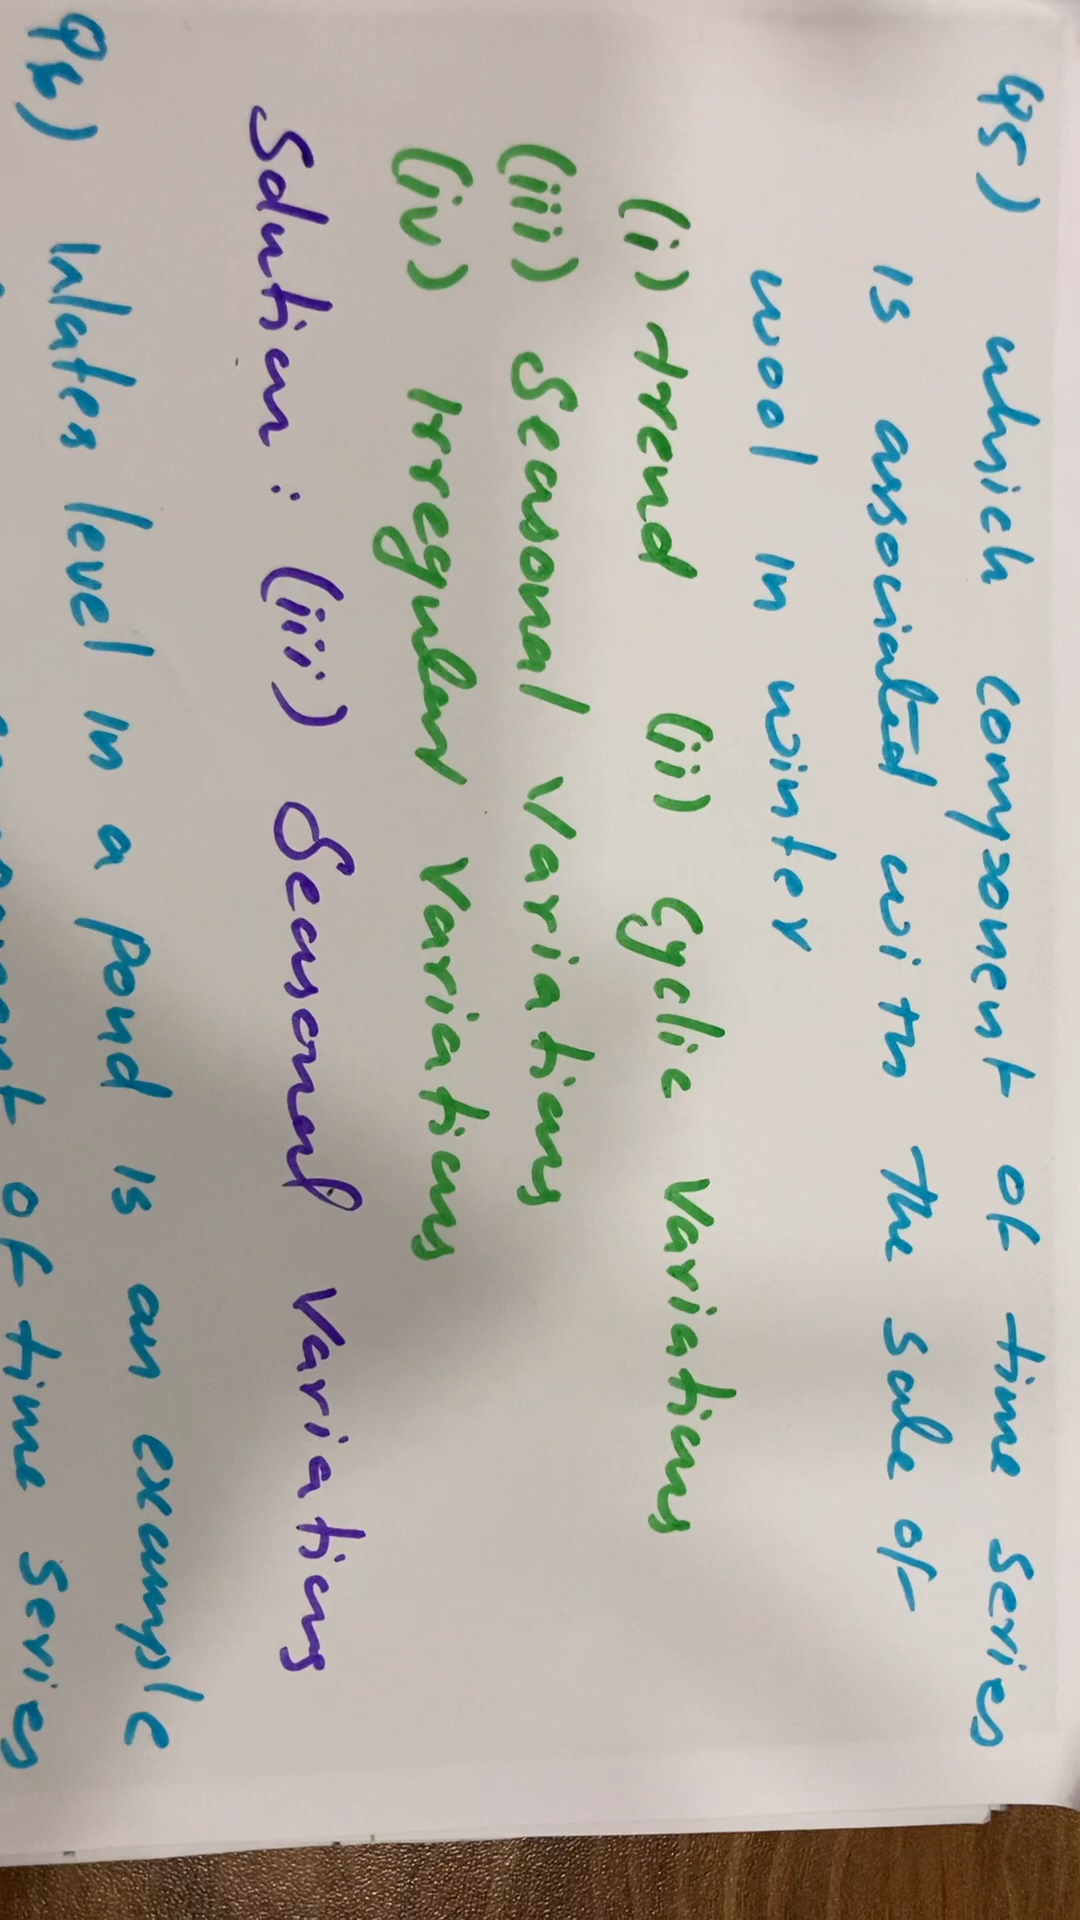 Q5) which component of time series
is associated with the sale of
wool in winter
(i) trend (ii) Cyclic Variations
(iii) Seasonal Variations
(iv) Irregular Variations
Solution: (iii) Seasonal Variations
Q6) Water level in a pond is an example
of time series